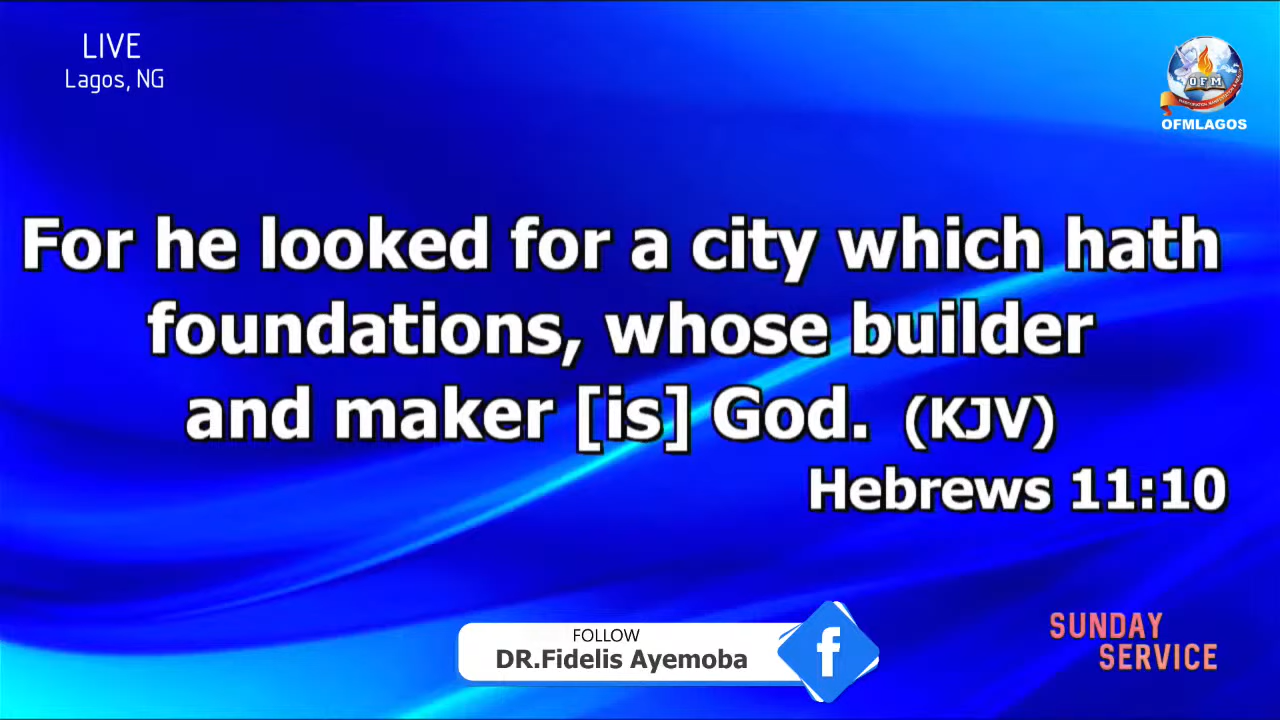 LIVE
Lagos, NG
OFM
OFMLAGOS
For he looked for a city which hath
foundations, whose builder
and maker [is] God. (KJV)
Hebrews 11:10
FOLLOW
DR.Fidelis Ayemoba
f
SUNDAY
SERVICE